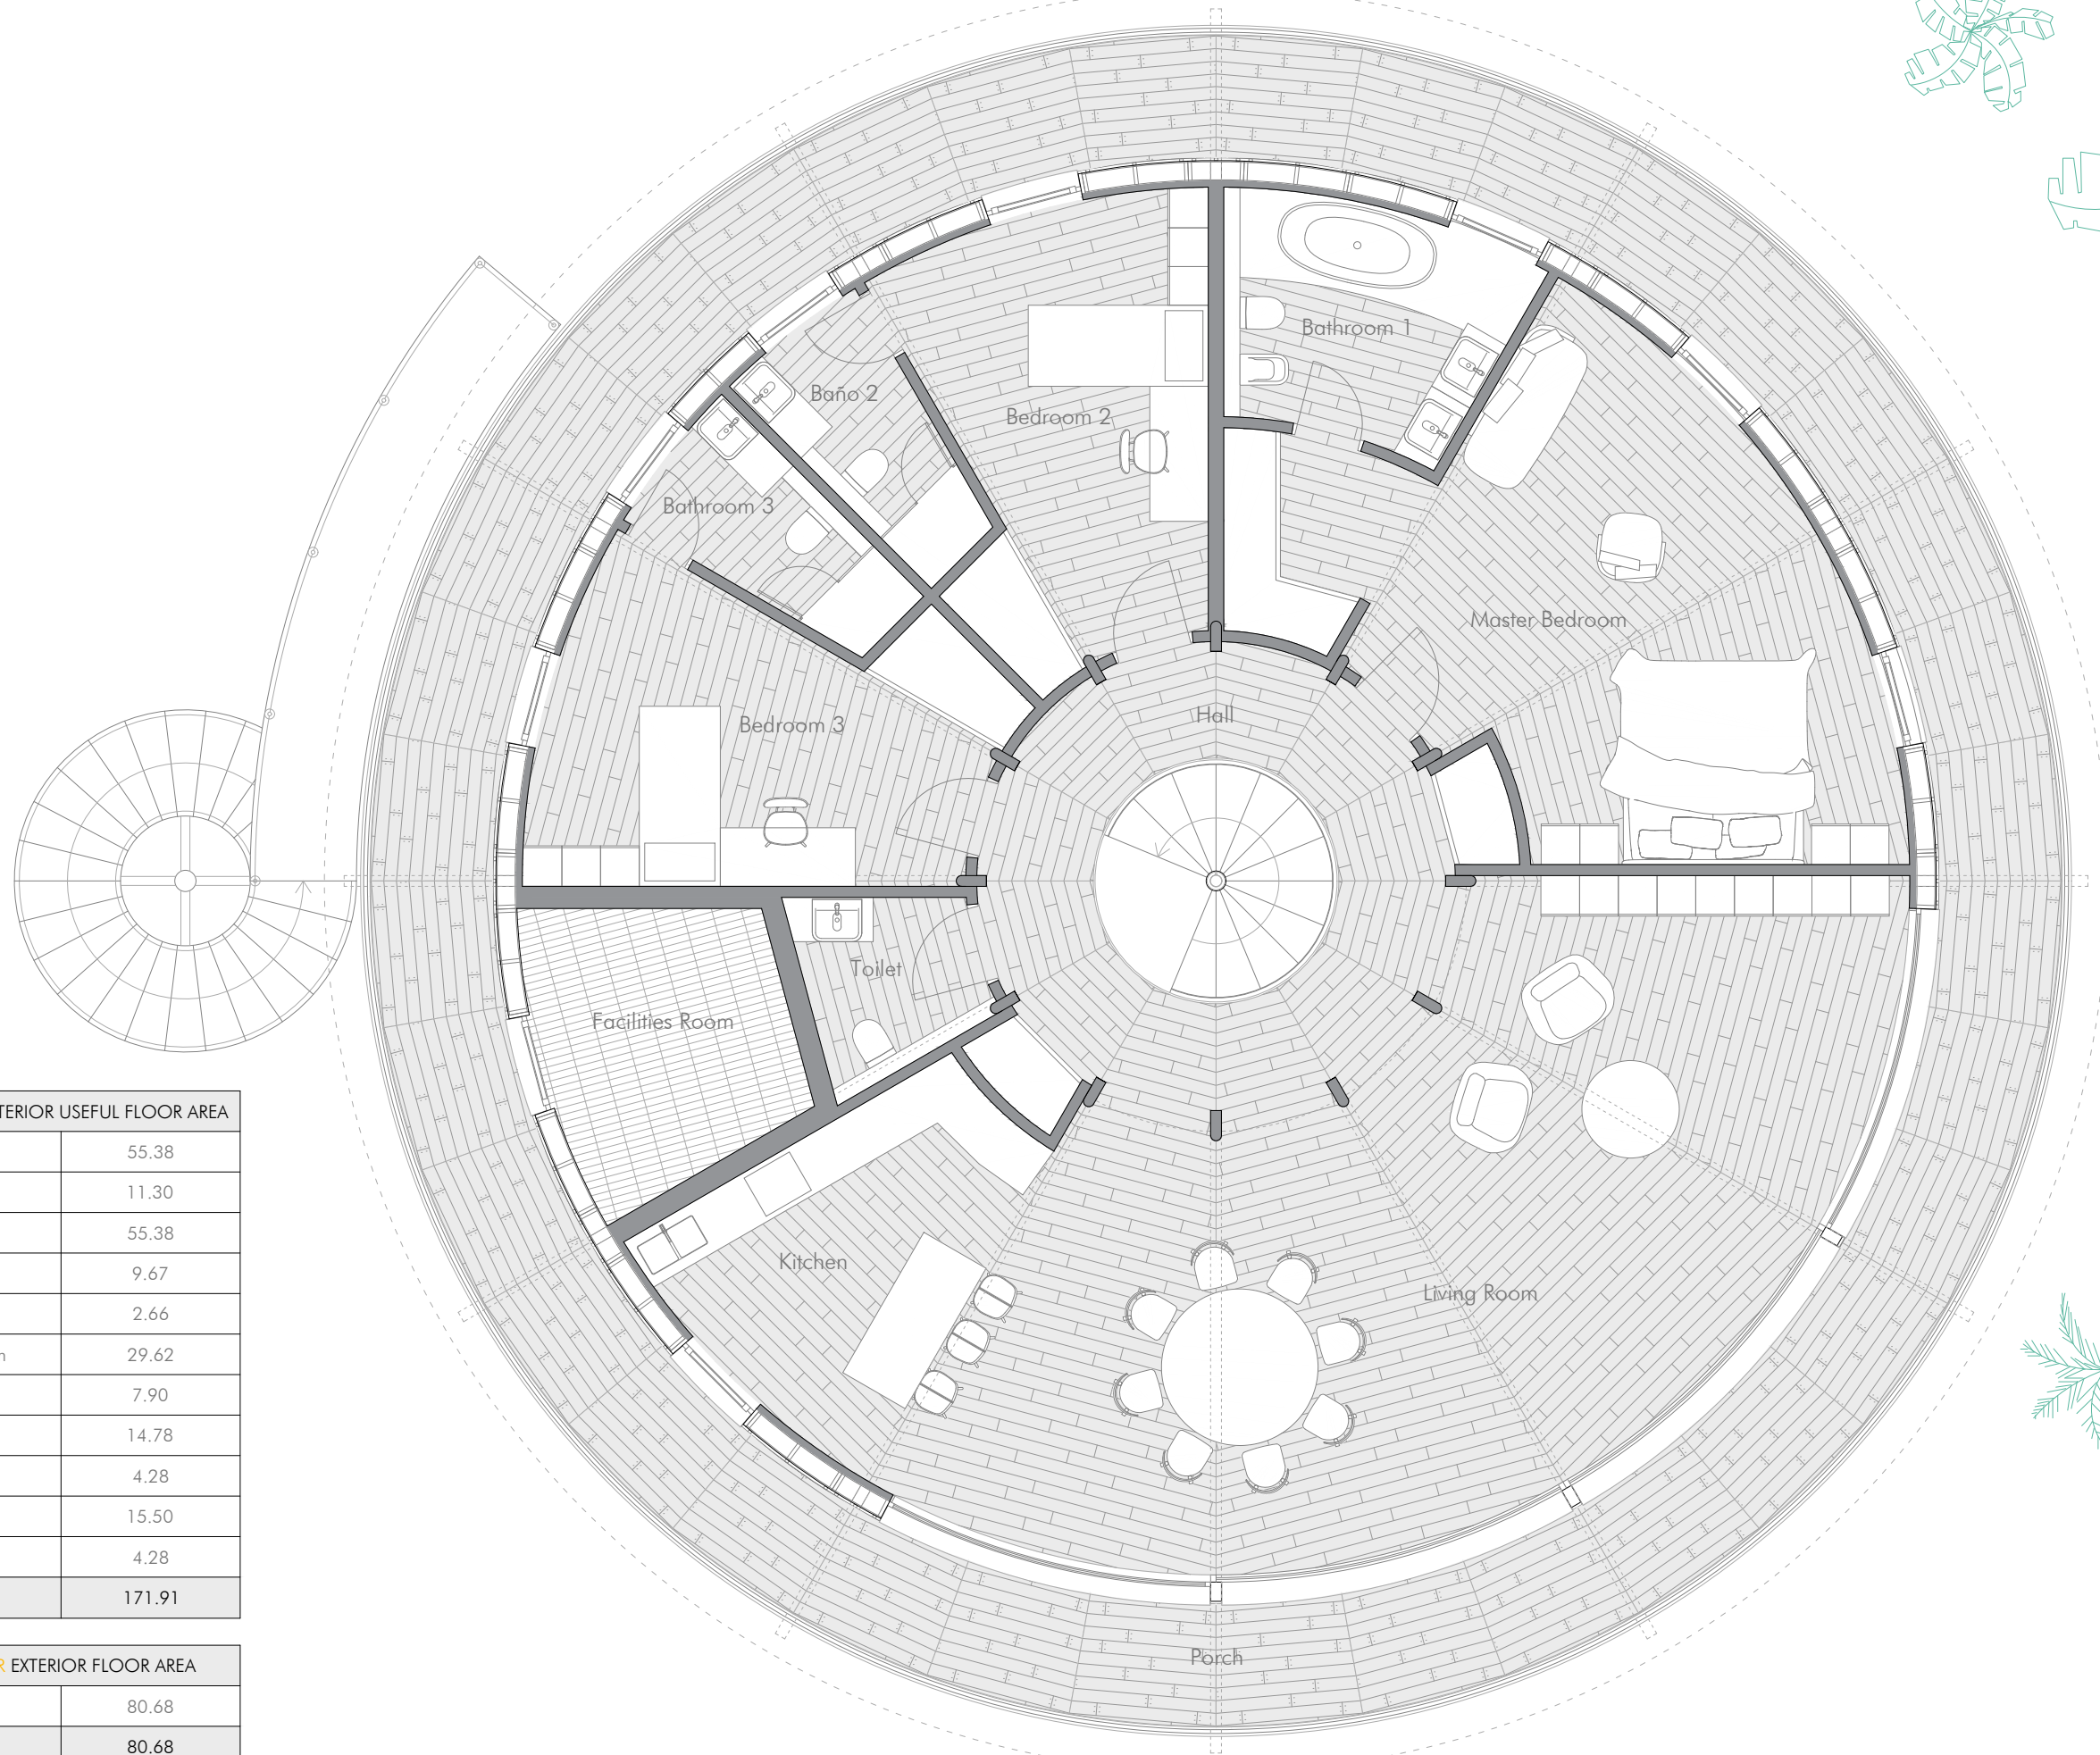 Bathroom 1
Baño 2
Bedroom 2
Bathroom 3
Master Bedroom
Hall
Bedroom 3
Toilet
Facilities Room
Kitchen
Living Room
Porch
TERIOR USEFUL FLOOR AREA
55.38
11.30
55.38
9.67
2.66
n 29.62
7.90
14.78
4.28
15.50
4.28
171.91
R EXTERIOR FLOOR AREA
80.68
80.68